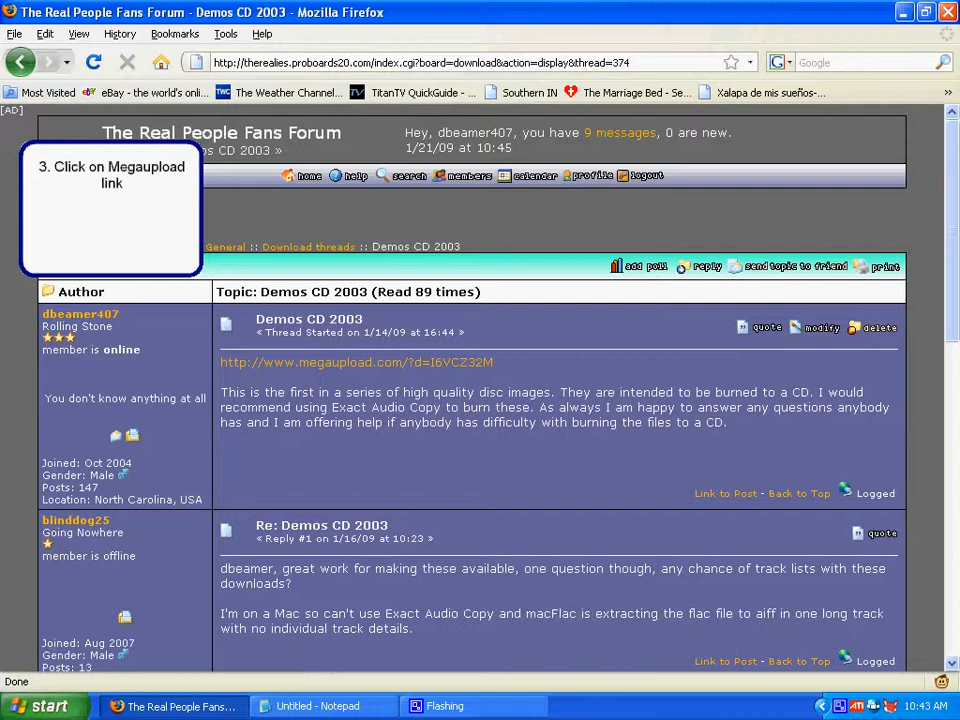 The Real People Fans Forum - Demos CD 2003 - Mozilla Firefox
File Edit View History Bookmarks Tools Help
http://therealies.proboards20.com/index.cgi?board=download&action=display&thread=374
Google
Most Visited eBay - the world's onli... The Weather Channel... TitanTV QuickGuide - ... Southern IN The Marriage Bed - Se... Xalapa de mis sueños-...
[AD]
The Real People Fans Forum
Hey, dbeamer407, you have 9 messages, 0 are new.
CD 2003 »
1/21/09 at 10:45
3. Click on Megaupload
link
home help search members calendar profile logout
General :: Download threads :: Demos CD 2003
add poll reply send topic to friend print
Author Topic: Demos CD 2003 (Read 89 times)
dbeamer407
Rolling Stone
member is online
You don't know anything at all
Joined: Oct 2004
Gender: Male
Posts: 147
Location: North Carolina, USA
Demos CD 2003
« Thread Started on 1/14/09 at 16:44 »
quote modify delete
http://www.megaupload.com/?d=I6VCZ32M
This is the first in a series of high quality disc images. They are intended to be burned to a CD. I would
recommend using Exact Audio Copy to burn these. As always I am happy to answer any questions anybody
has and I am offering help if anybody has difficulty with burning the files to a CD.
Link to Post - Back to Top Logged
blinddog25
Going Nowhere
member is offline
Joined: Aug 2007
Gender: Male
Posts: 13
Re: Demos CD 2003
« Reply #1 on 1/16/09 at 10:23 »
quote
dbeamer, great work for making these available, one question though, any chance of track lists with these
downloads?
I'm on a Mac so can't use Exact Audio Copy and macFlac is extracting the flac file to aiff in one long track
with no individual track details.
Link to Post - Back to Top Logged
Done
start The Real People Fans... Untitled - Notepad Flashing 10:43 AM